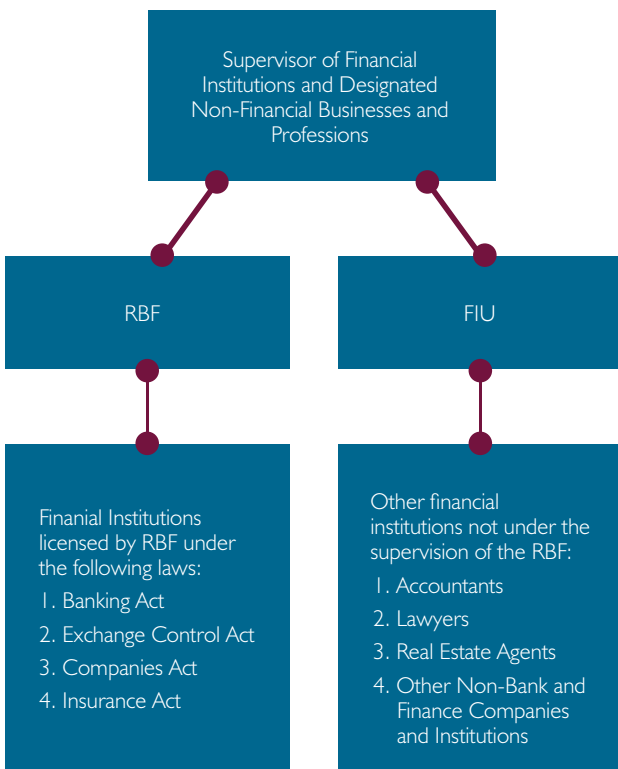 Supervisor of Financial
Institutions and Designated
Non-Financial Businesses and
Professions
RBF
FIU
Finanial Institutions
licensed by RBF under
the following laws:
1. Banking Act
2. Exchange Control Act
3. Companies Act
4. Insurance Act
Other financial
institutions not under the
supervision of the RBF:
1. Accountants
2. Lawyers
3. Real Estate Agents
4. Other Non-Bank and
Finance Companies
and Institutions